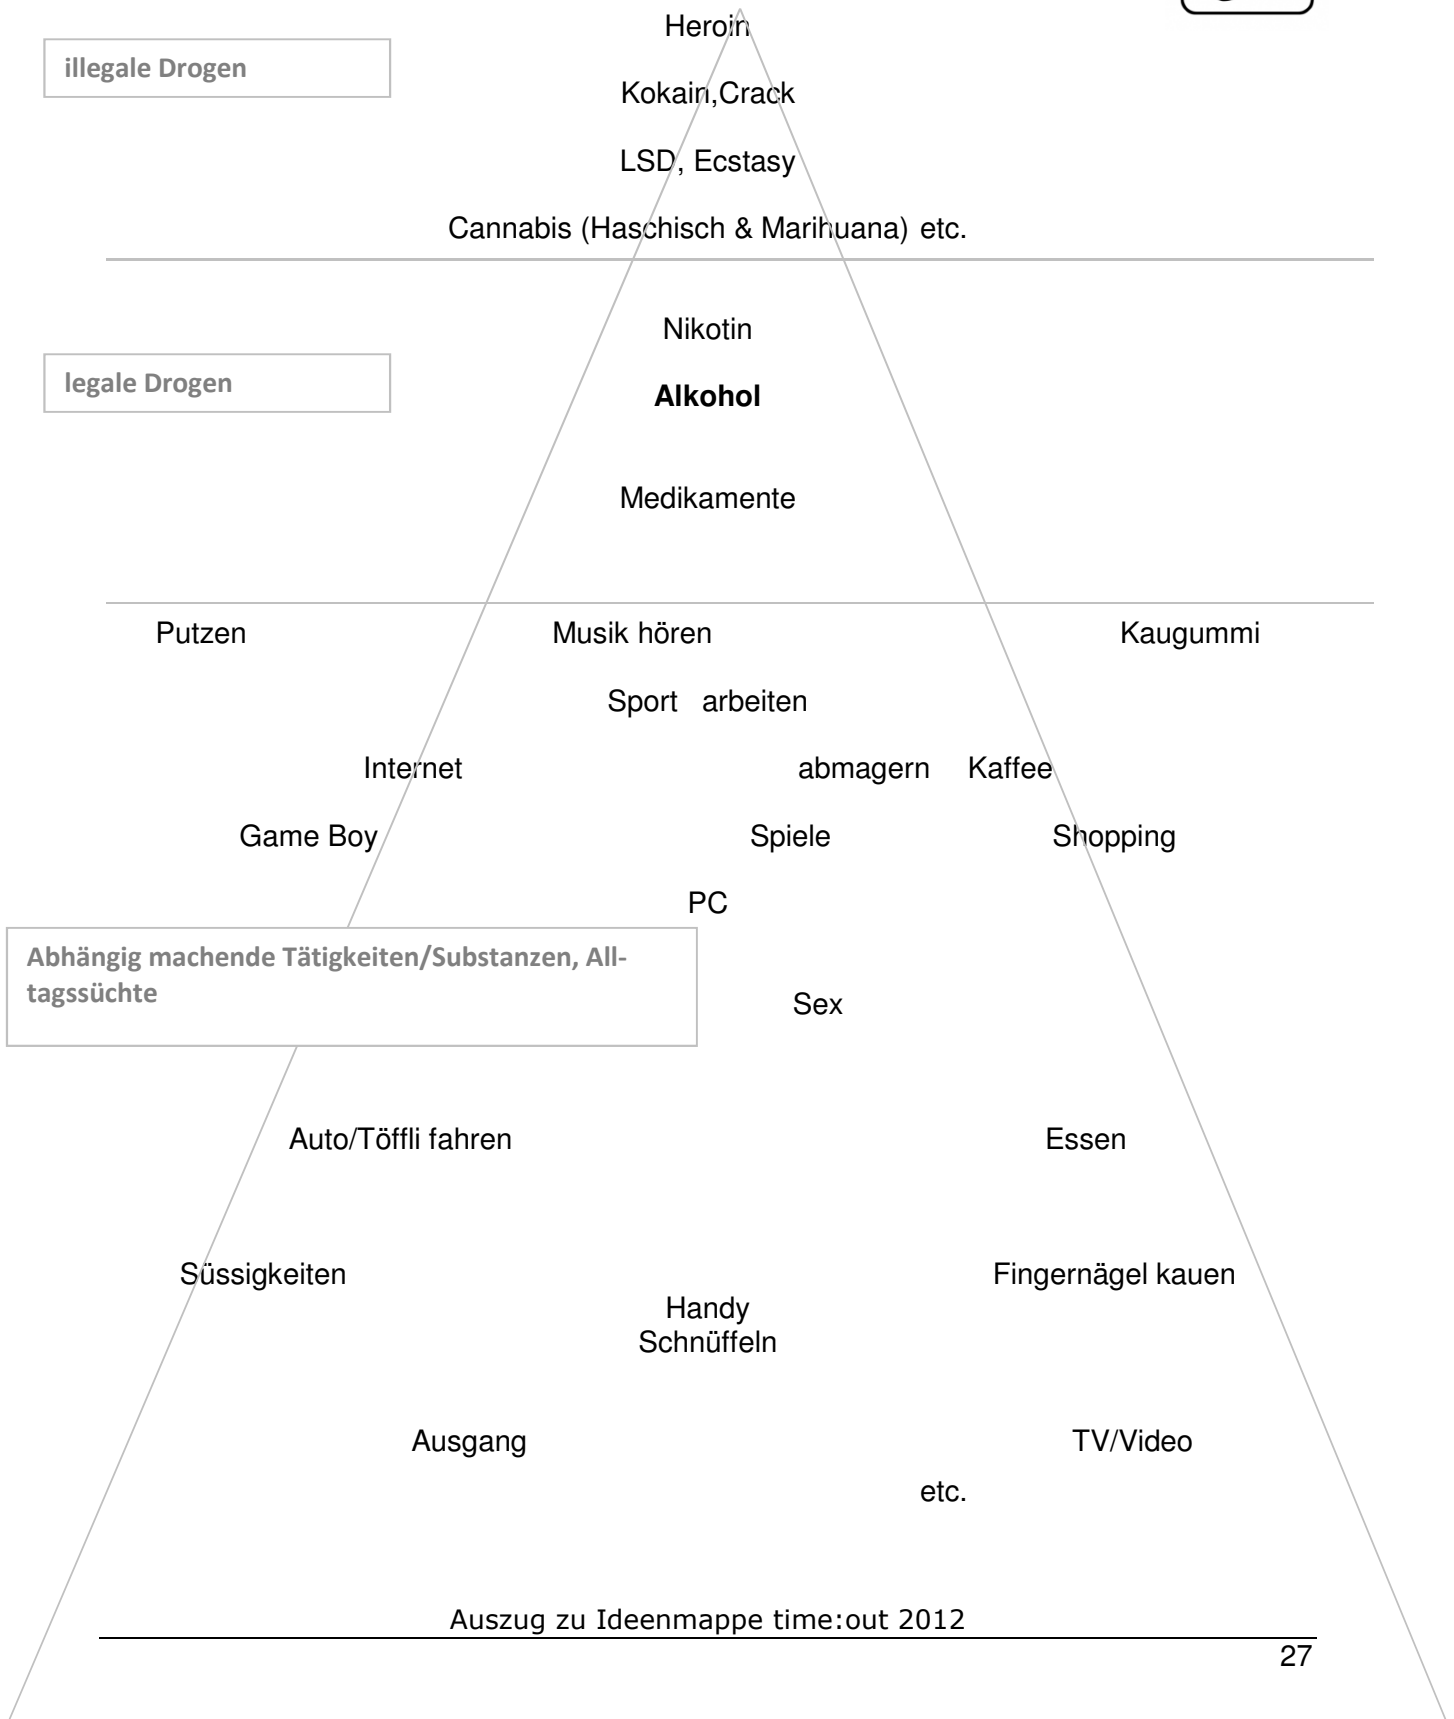 Heroin
illegale Drogen
Kokain,Crack
LSD, Ecstasy
Cannabis (Haschisch & Marihuana) etc.
Nikotin
legale Drogen
Alkohol
Medikamente
Putzen Musik hören Kaugummi
Sport arbeiten
Internet abmagern Kaffee
Game Boy Spiele Shopping
PC
Abhängig machende Tätigkeiten/Substanzen, All-
tagssüchte
Sex
Auto/Töffli fahren Essen
Süssigkeiten Fingernägel kauen
Handy
Schnüffeln
Ausgang TV/Video
etc.
Auszug zu Ideenmappe time:out 2012
27